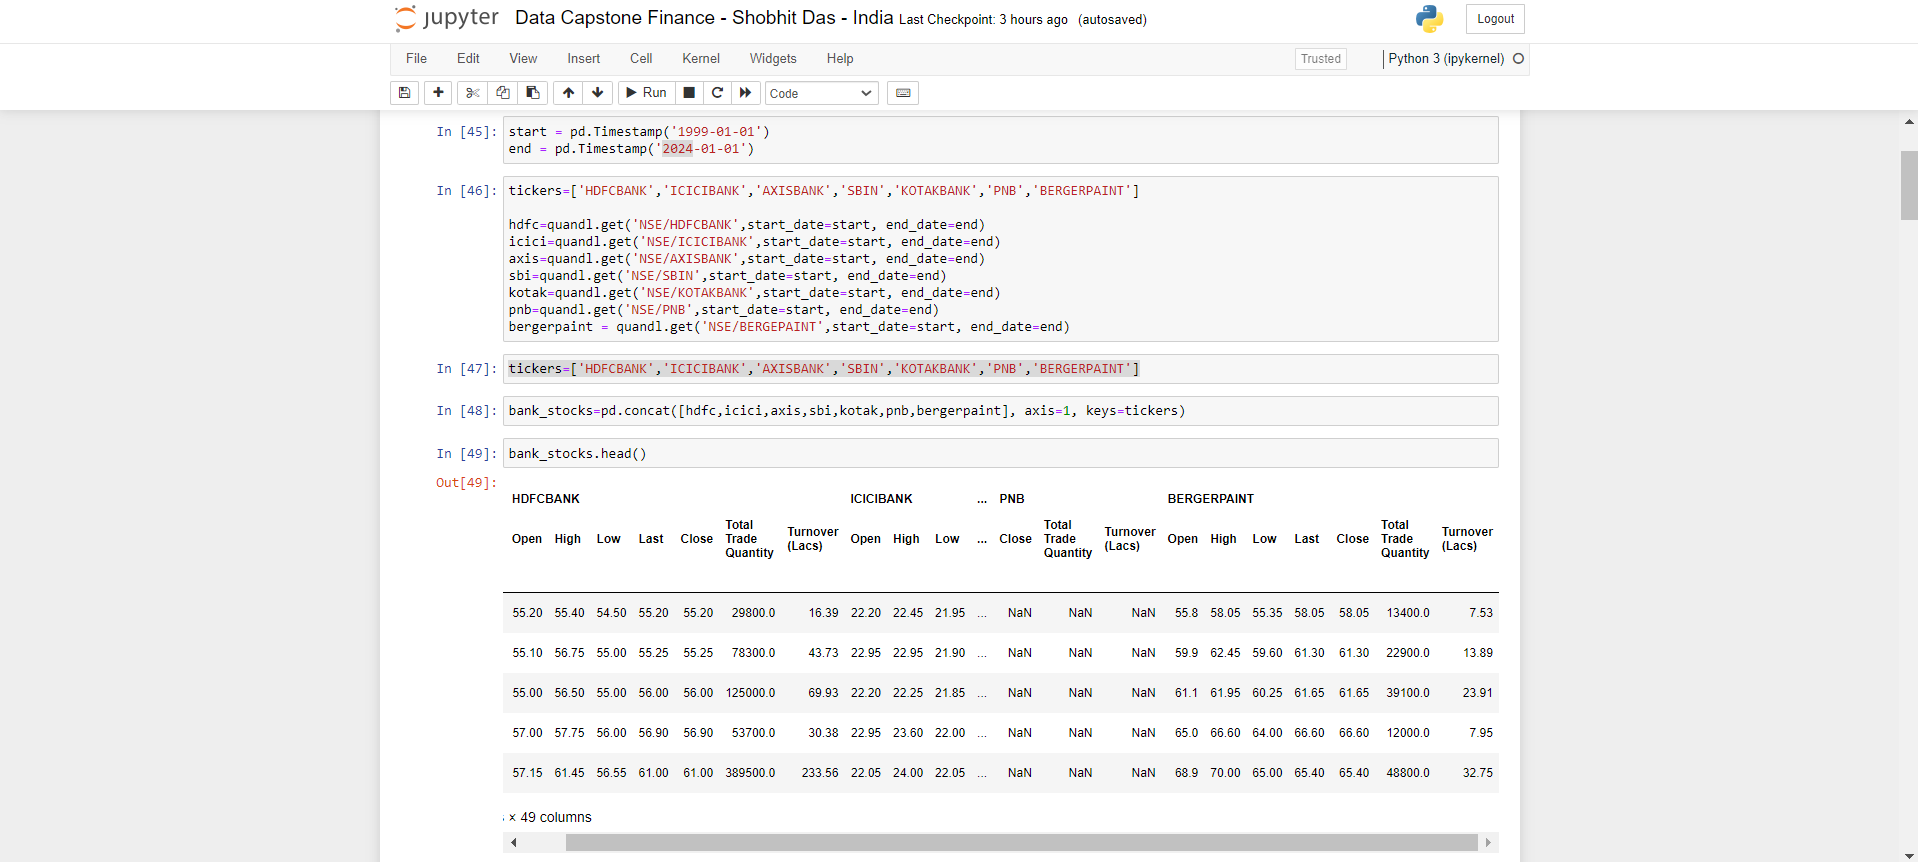 jupyter Data Capstone Finance - Shobhit Das - India Last Checkpoint: 3 hours ago (autosaved) Logout
File Edit View Insert Cell Kernel Widgets Help Trusted Python 3 (ipykernel)
Run Code
In [45]: start = pd.Timestamp('1999-01-01')
end = pd.Timestamp('2024-01-01')
In [46]: tickers=['HDFCBANK','ICICIBANK','AXISBANK','SBIN','KOTAKBANK','PNB','BERGERPAINT']
hdfc=quandl.get('NSE/HDFCBANK',start_date=start, end_date=end)
icici=quandl.get('NSE/ICICIBANK',start_date=start, end_date=end)
axis=quandl.get('NSE/AXISBANK',start_date=start, end_date=end)
sbi=quandl.get('NSE/SBIN',start_date=start, end_date=end)
kotak=quandl.get('NSE/KOTAKBANK',start_date=start, end_date=end)
pnb=quandl.get('NSE/PNB',start_date=start, end_date=end)
bergerpaint = quandl.get('NSE/BERGEPAINT',start_date=start, end_date=end)
In [47]: tickers=['HDFCBANK','ICICIBANK','AXISBANK','SBIN','KOTAKBANK','PNB','BERGERPAINT']
In [48]: bank_stocks=pd.concat([hdfc,icici,axis,sbi,kotak,pnb,bergerpaint], axis=1, keys=tickers)
In [49]: bank_stocks.head()
Out[49]:
HDFCBANK ICICIBANK ... PNB BERGERPAINT
Open High Low Last Close Total Trade Quantity Turnover (Lacs) Open High Low ... Close Total Trade Quantity Turnover (Lacs) Open High Low Last Close Total Trade Quantity Turnover (Lacs)
55.20 55.40 54.50 55.20 55.20 29800.0 16.39 22.20 22.45 21.95 ... NaN NaN NaN 55.8 58.05 55.35 58.05 58.05 13400.0 7.53
55.10 56.75 55.00 55.25 55.25 78300.0 43.73 22.95 22.95 21.90 ... NaN NaN NaN 59.9 62.45 59.60 61.30 61.30 22900.0 13.89
55.00 56.50 55.00 56.00 56.00 125000.0 69.93 22.20 22.25 21.85 ... NaN NaN NaN 61.1 61.95 60.25 61.65 61.65 39100.0 23.91
57.00 57.75 56.00 56.90 56.90 53700.0 30.38 22.95 23.60 22.00 ... NaN NaN NaN 65.0 66.60 64.00 66.60 66.60 12000.0 7.95
57.15 61.45 56.55 61.00 61.00 389500.0 233.56 22.05 24.00 22.05 ... NaN NaN NaN 68.9 70.00 65.00 65.40 65.40 48800.0 32.75
× 49 columns